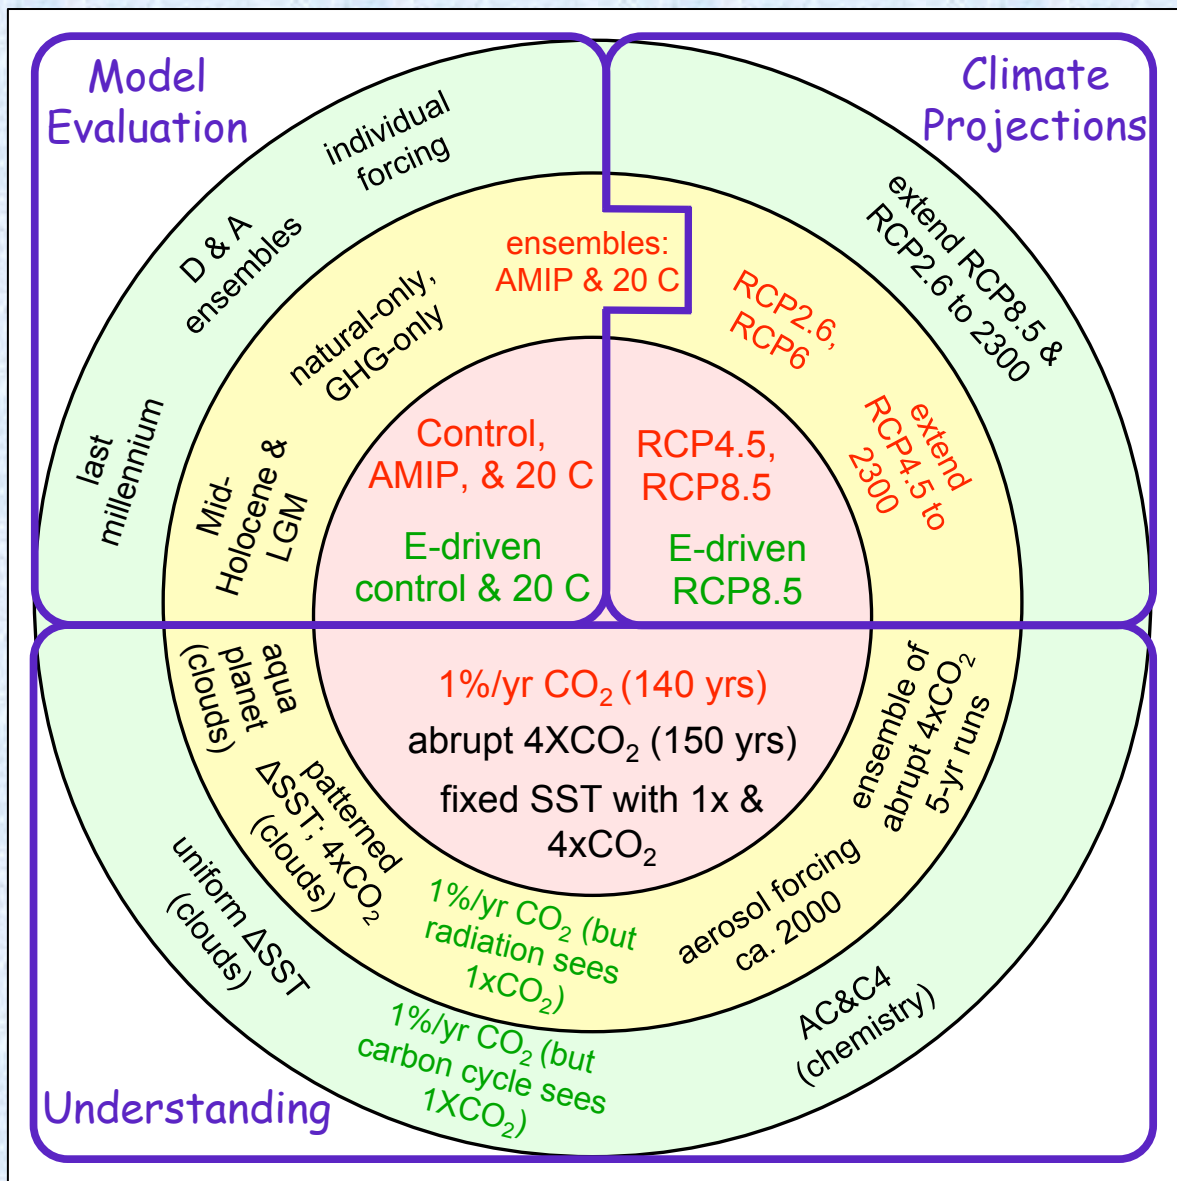 Model
Evaluation
individual
forcing
D & A
ensembles
last
millennium
natural-only,
GHG-only
Mid-
Holocene &
LGM
ensembles:
AMIP & 20 C
Control,
AMIP, & 20 C
E-driven
control & 20 C
Climate
Projections
extend RCP8.5 &
RCP2.6 to 2300
RCP2.6,
RCP6
extend
RCP4.5 to
2300
RCP4.5,
RCP8.5
E-driven
RCP8.5
1%/yr CO₂ (140 yrs)
abrupt 4XCO₂ (150 yrs)
fixed SST with 1x &
4xCO₂
aqua
planet
(clouds)
patterned
ΔSST; 4xCO₂
(clouds)
uniform ΔSST
(clouds)
1%/yr CO₂ (but
radiation sees
1xCO₂)
1%/yr CO₂ (but
carbon cycle sees
1XCO₂)
ensemble of
abrupt 4xCO₂
5-yr runs
aerosol forcing
ca. 2000
AC&C4
(chemistry)
Understanding